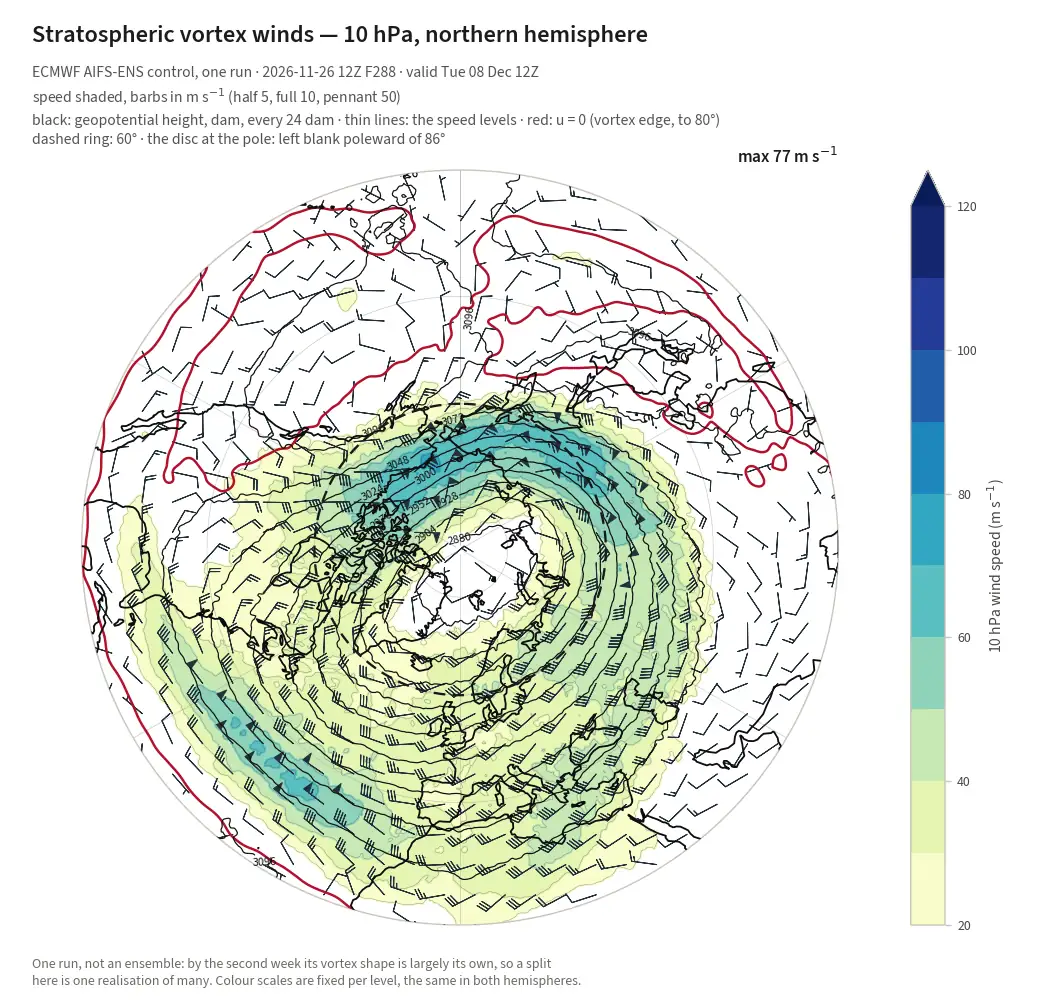 Stratospheric vortex winds — 10 hPa, northern hemisphere
ECMWF AIFS-ENS control, one run · 2026-11-26 12Z F288 · valid Tue 08 Dec 12Z
speed shaded, barbs in m s⁻¹ (half 5, full 10, pennant 50)
black: geopotential height, dam, every 24 dam · thin lines: the speed levels · red: u = 0 (vortex edge, to 80°)
dashed ring: 60° · the disc at the pole: left blank poleward of 86°
max 77 m s⁻¹
120
100
80
60
40
20
10 hPa wind speed (m s⁻¹)
3096
3048
3024
3000
2952
2928
2880
3096
One run, not an ensemble: by the second week its vortex shape is largely its own, so a split
here is one realisation of many. Colour scales are fixed per level, the same in both hemispheres.